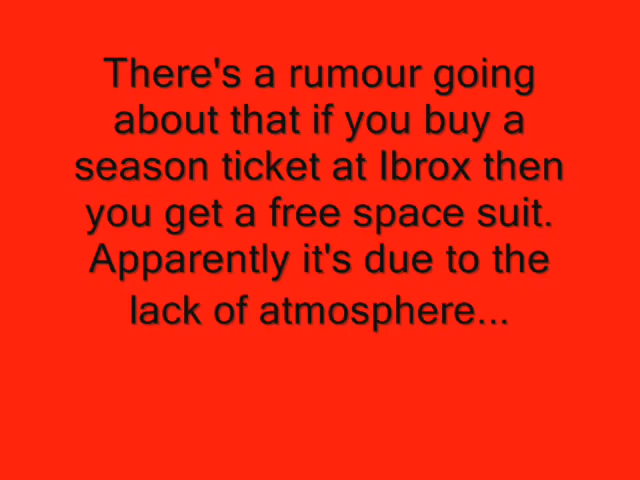 There's a rumour going
about that if you buy a
season ticket at Ibrox then
you get a free space suit.
Apparently it's due to the
lack of atmosphere...